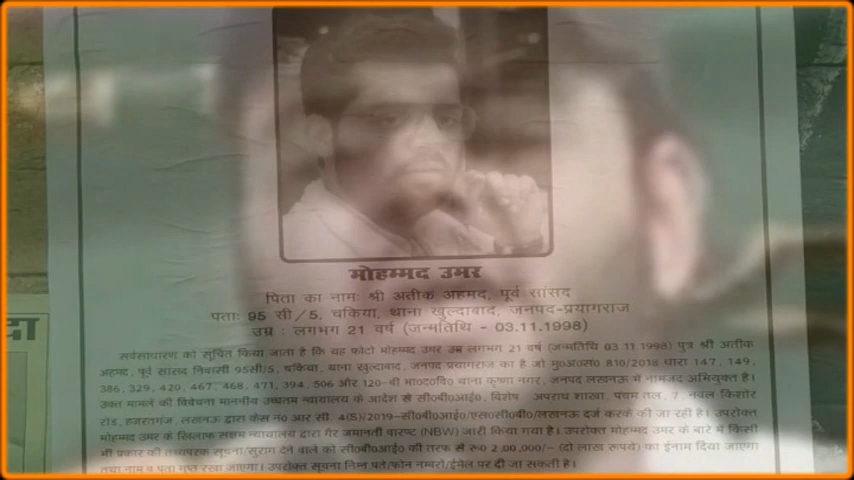 मोहम्मद उमर
पिता का नामः श्री अतीक अहमद, पूर्व सांसद
पताः 95 सी/5, चकिया, थाना खुल्दाबाद, जनपद-प्रयागराज
उम्र : लगभग 21 वर्ष (जन्मतिथि - 03.11.1998)
सर्वसाधारण को सूचित किया जाता है कि यह फोटो मोहम्मद उमर उम्र लगभग 21 वर्ष (जन्मतिथि 03.11.1998) पुत्र श्री अतीक
अहमद, पूर्व सांसद निवासी 95सी/5, चकिया, थाना खुल्दाबाद, जनपद प्रयागराज का है जो मु0अ0सं0 810/2018 धारा 147, 149,
386, 329, 420, 467, 468, 471, 394, 506 और 120-बी भा0द0वि0 थाना कृष्णा नगर, जनपद लखनऊ में नामजद अभियुक्त है।
उक्त मामले की विवेचना माननीय उच्चतम न्यायालय के आदेश से सी0बी0आई0, विशेष अपराध शाखा, पंचम तल, 7, नवल किशोर
रोड, हजरतगंज, लखनऊ द्वारा केस नं0 आर.सी. 4(S)/2019-सी0बी0आई0/एस0सी0बी0/लखनऊ दर्ज करके की जा रही है। उपरोक्त
मोहम्मद उमर के खिलाफ सक्षम न्यायालय द्वारा गैर जमानती वारण्ट (NBW) जारी किया गया है। उपरोक्त मोहम्मद उमर के बारे में किसी
भी प्रकार की तथ्यपरक सूचना/सुराग देने वाले को सी0बी0आई0 की तरफ से रु0 2,00,000/- (दो लाख रूपये) का ईनाम दिया जाएगा
तथा नाम व पता गुप्त रखा जाएगा। उपरोक्त सूचना निम्न पते/फोन नम्बरों/ईमेल पर दी जा सकती है।
दा